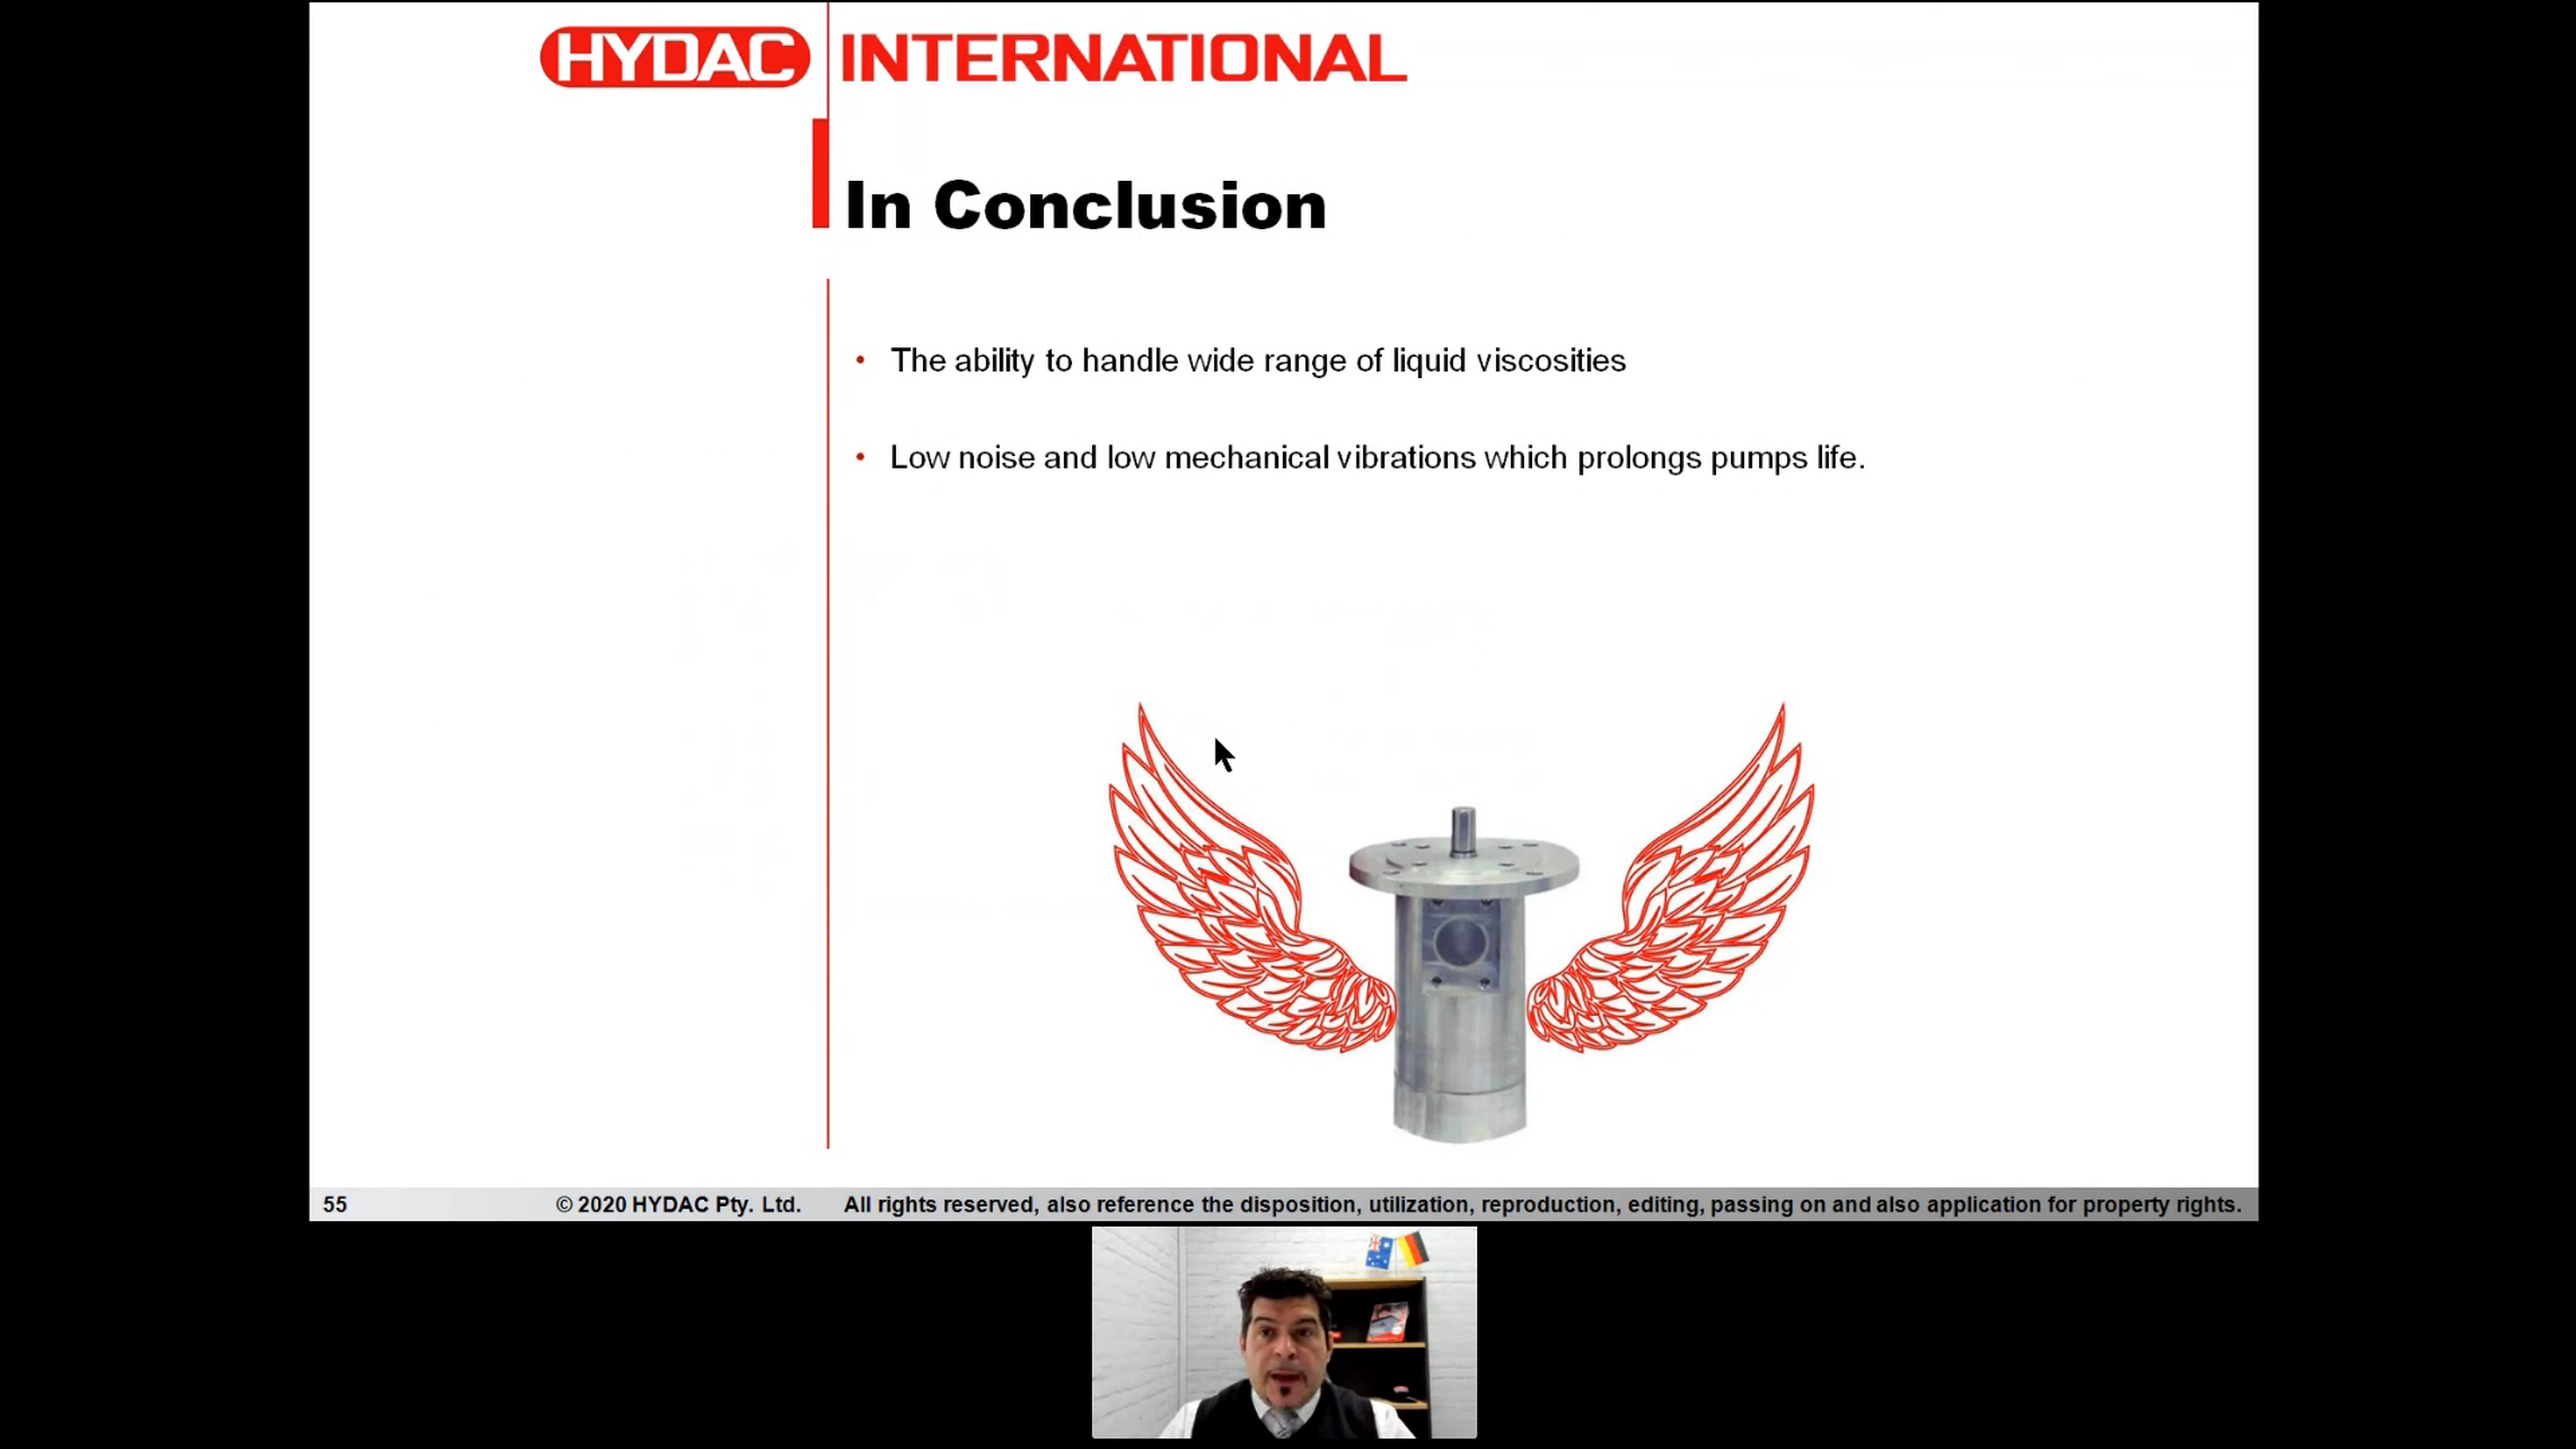 HYDAC INTERNATIONAL
In Conclusion
• The ability to handle wide range of liquid viscosities
• Low noise and low mechanical vibrations which prolongs pumps life.
55 © 2020 HYDAC Pty. Ltd. All rights reserved, also reference the disposition, utilization, reproduction, editing, passing on and also application for property rights.